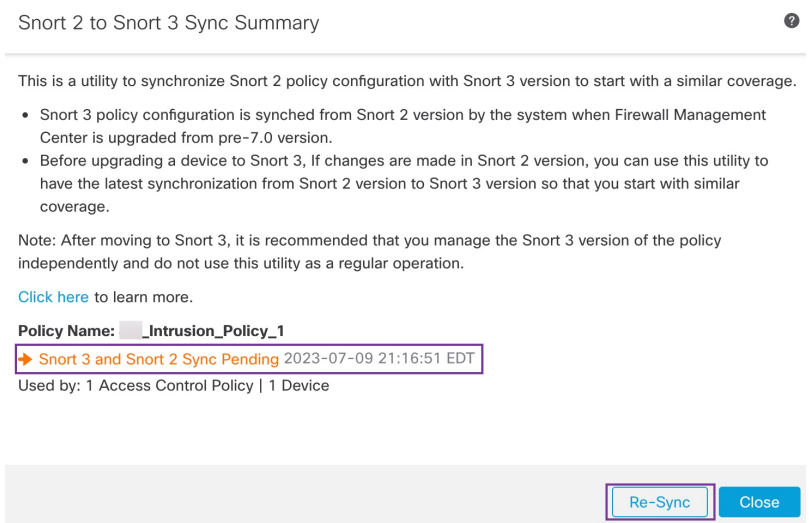 Snort 2 to Snort 3 Sync Summary
?
This is a utility to synchronize Snort 2 policy configuration with Snort 3 version to start with a similar coverage.
• Snort 3 policy configuration is synched from Snort 2 version by the system when Firewall Management
Center is upgraded from pre-7.0 version.
• Before upgrading a device to Snort 3, If changes are made in Snort 2 version, you can use this utility to
have the latest synchronization from Snort 2 version to Snort 3 version so that you start with similar
coverage.
Note: After moving to Snort 3, it is recommended that you manage the Snort 3 version of the policy
independently and do not use this utility as a regular operation.
Click here to learn more.
Policy Name: _Intrusion_Policy_1
Snort 3 and Snort 2 Sync Pending 2023-07-09 21:16:51 EDT
Used by: 1 Access Control Policy | 1 Device
Re-Sync Close